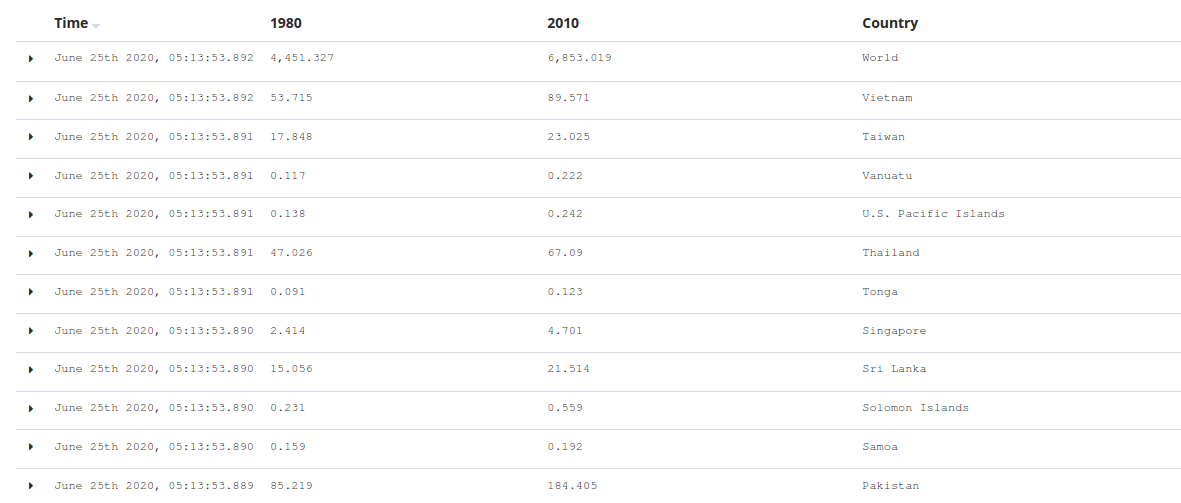 Time 1980 2010 Country
June 25th 2020, 05:13:53.892 4,451.327 6,853.019 World
June 25th 2020, 05:13:53.892 53.715 89.571 Vietnam
June 25th 2020, 05:13:53.891 17.848 23.025 Taiwan
June 25th 2020, 05:13:53.891 0.117 0.222 Vanuatu
June 25th 2020, 05:13:53.891 0.138 0.242 U.S. Pacific Islands
June 25th 2020, 05:13:53.891 47.026 67.09 Thailand
June 25th 2020, 05:13:53.891 0.091 0.123 Tonga
June 25th 2020, 05:13:53.890 2.414 4.701 Singapore
June 25th 2020, 05:13:53.890 15.056 21.514 Sri Lanka
June 25th 2020, 05:13:53.890 0.231 0.559 Solomon Islands
June 25th 2020, 05:13:53.890 0.159 0.192 Samoa
June 25th 2020, 05:13:53.889 85.219 184.405 Pakistan